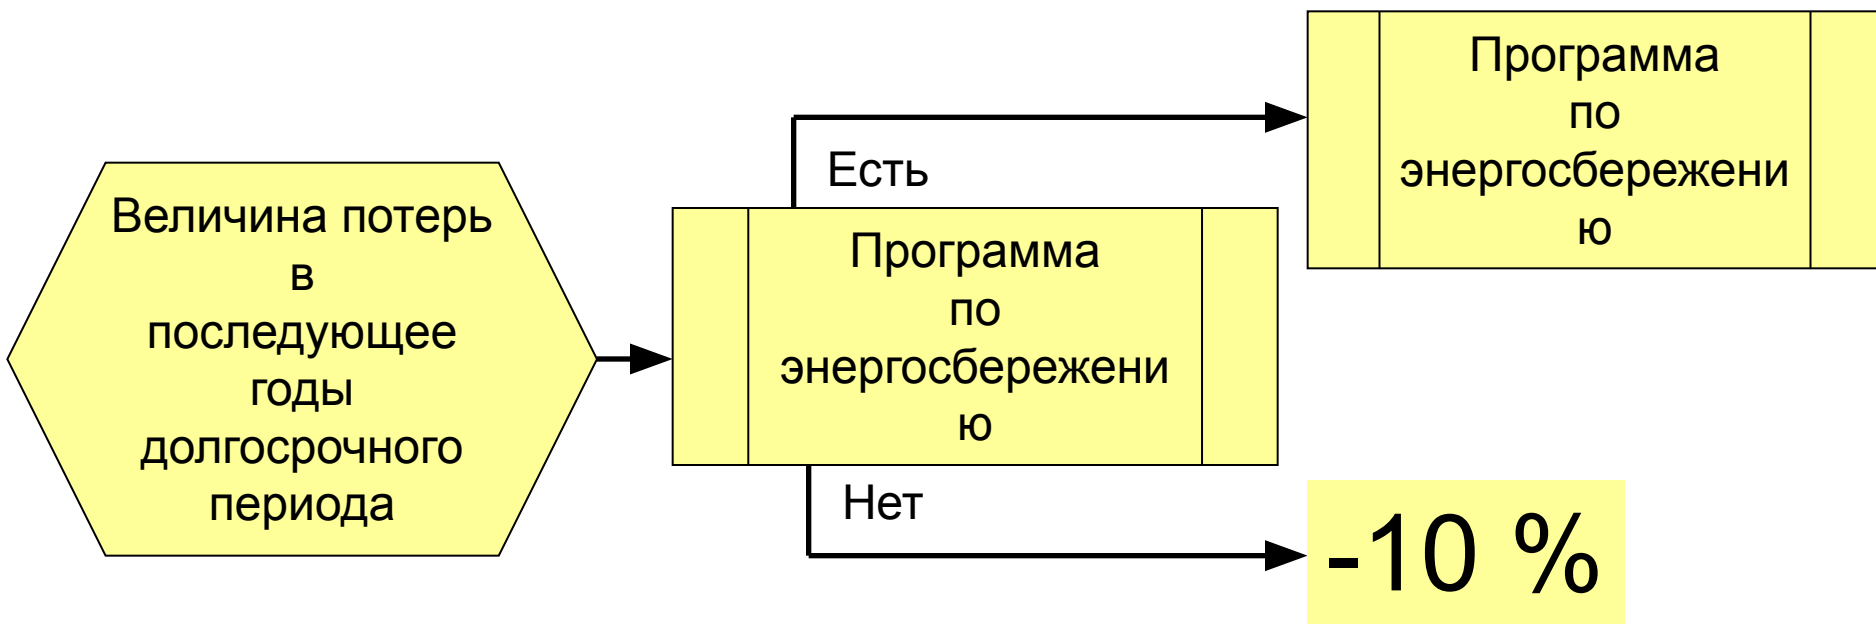 Величина потерь
в
последующее
годы
долгосрочного
периода
Есть
Программа
по
энергосбережени
ю
Нет
Программа
по
энергосбережени
ю
-10 %